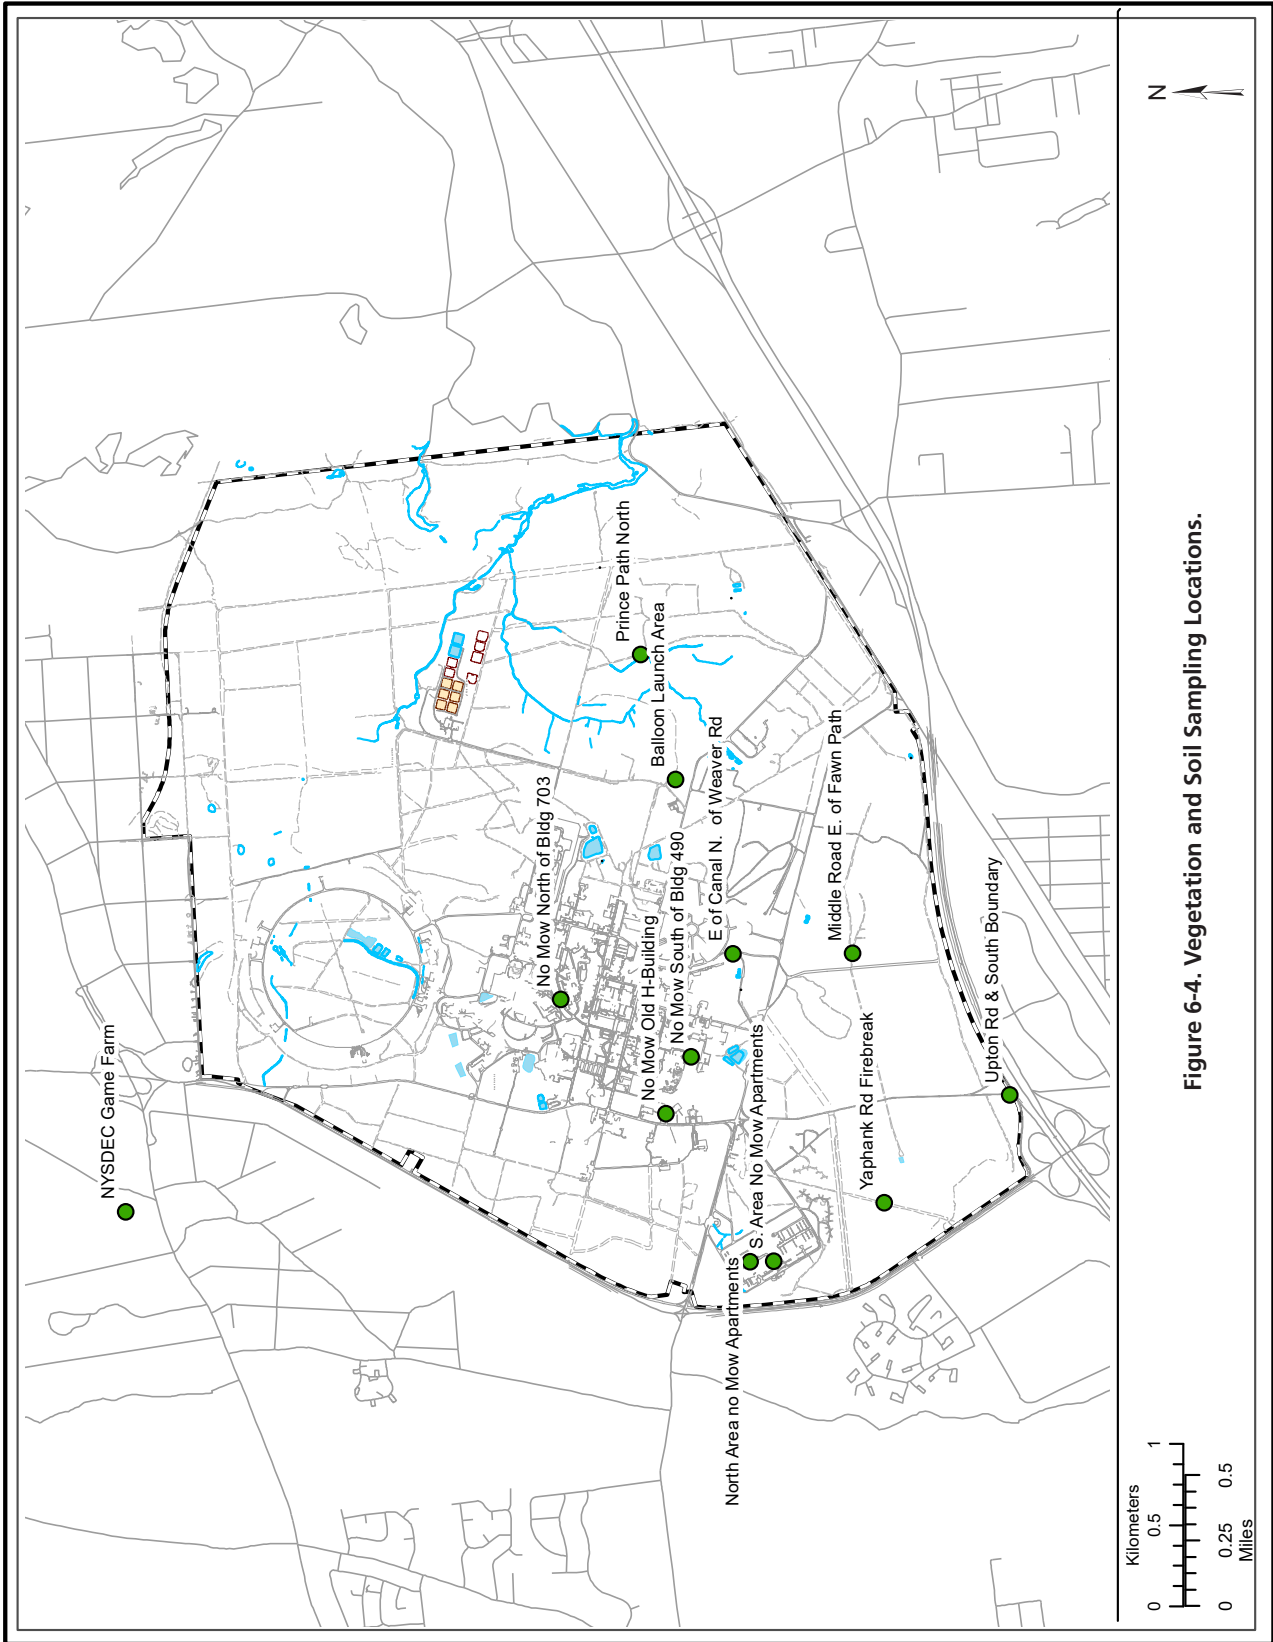 NYSDEC Game Farm
No Mow North of Bldg 703
Prince Path North
No Mow Old H-Building
Balloon Launch Area
No Mow South of Bldg 490
E of Canal N. of Weaver Rd
North Area no Mow Apartments
S. Area No Mow Apartments
Middle Road E. of Fawn Path
Yaphank Rd Firebreak
Upton Rd & South Boundary
Kilometers
0 0.5 1
0 0.25 0.5
Miles
Figure 6-4. Vegetation and Soil Sampling Locations.
N